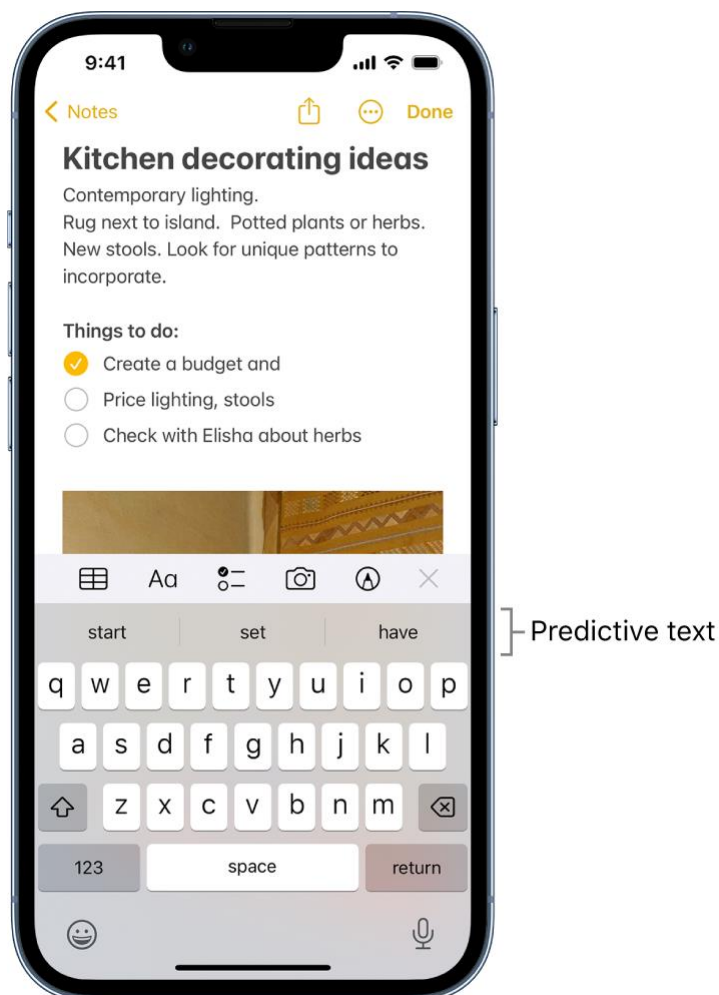 9:41
Notes
Done
Kitchen decorating ideas
Contemporary lighting.
Rug next to island. Potted plants or herbs.
New stools. Look for unique patterns to
incorporate.
Things to do:
Create a budget and
Price lighting, stools
Check with Elisha about herbs
Aa
start set have
Predictive text
q w e r t y u i o p
a s d f g h j k l
z x c v b n m
123 space return